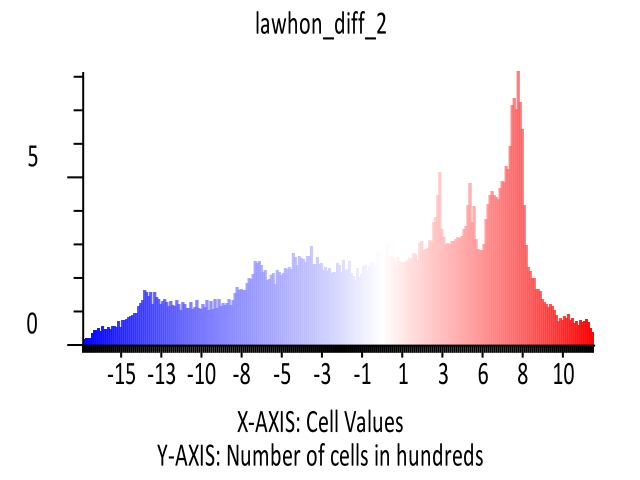 lawhon_diff_2
5
0
-15 -13 -10 -8 -5 -3 -1 1 3 6 8 10
X-AXIS: Cell Values
Y-AXIS: Number of cells in hundreds